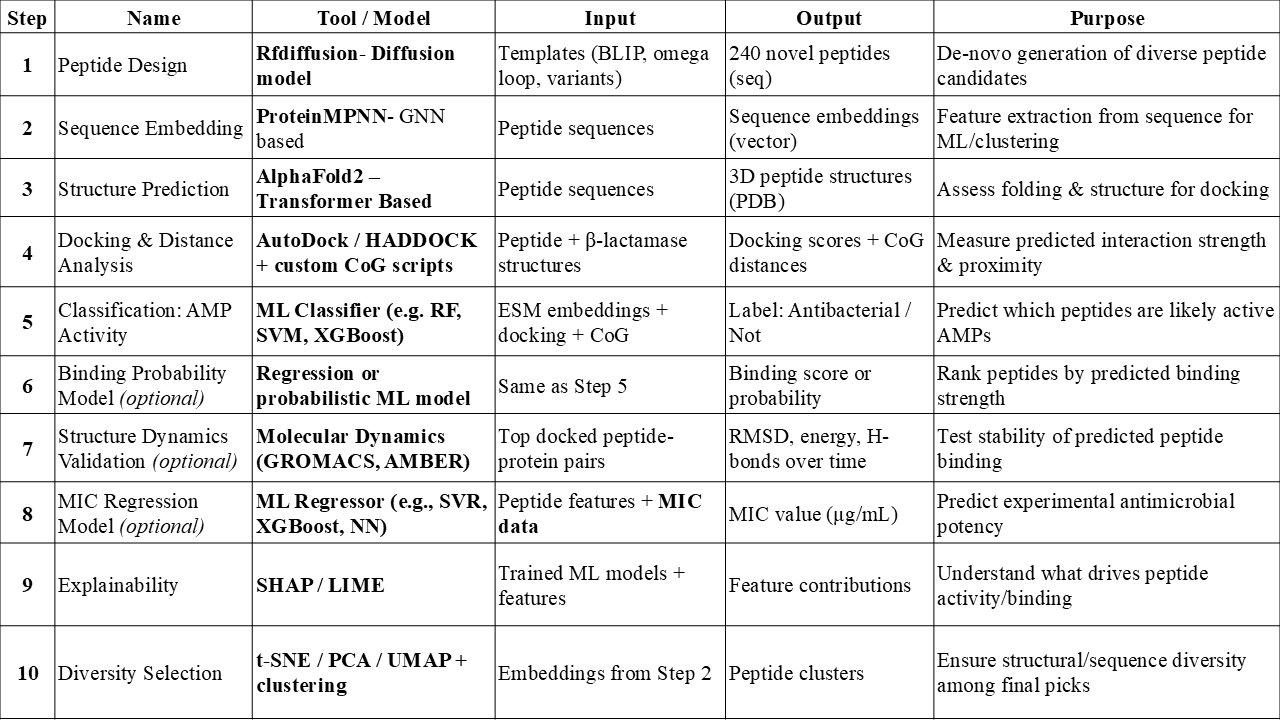 Step Name Tool / Model Input Output Purpose
1 Peptide Design Rfdiffusion- Diffusion model Templates (BLIP, omega loop, variants) 240 novel peptides (seq) De-novo generation of diverse peptide candidates
2 Sequence Embedding ProteinMPNN- GNN based Peptide sequences Sequence embeddings (vector) Feature extraction from sequence for ML/clustering
3 Structure Prediction AlphaFold2 – Transformer Based Peptide sequences 3D peptide structures (PDB) Assess folding & structure for docking
4 Docking & Distance Analysis AutoDock / HADDOCK + custom CoG scripts Peptide + β-lactamase structures Docking scores + CoG distances Measure predicted interaction strength & proximity
5 Classification: AMP Activity ML Classifier (e.g. RF, SVM, XGBoost) ESM embeddings + docking + CoG Label: Antibacterial / Not Predict which peptides are likely active AMPs
6 Binding Probability Model (optional) Regression or probabilistic ML model Same as Step 5 Binding score or probability Rank peptides by predicted binding strength
7 Structure Dynamics Validation (optional) Molecular Dynamics (GROMACS, AMBER) Top docked peptide-protein pairs RMSD, energy, H-bonds over time Test stability of predicted peptide binding
8 MIC Regression Model (optional) ML Regressor (e.g., SVR, XGBoost, NN) Peptide features + MIC data MIC value (µg/mL) Predict experimental antimicrobial potency
9 Explainability SHAP / LIME Trained ML models + features Feature contributions Understand what drives peptide activity/binding
10 Diversity Selection t-SNE / PCA / UMAP + clustering Embeddings from Step 2 Peptide clusters Ensure structural/sequence diversity among final picks